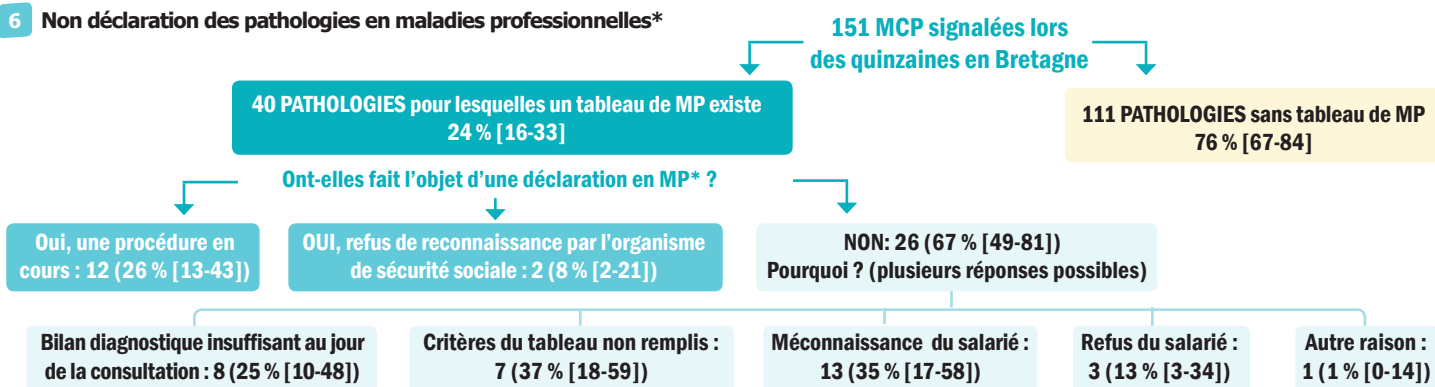 6 Non déclaration des pathologies en maladies professionnelles*
151 MCP signalées lors
des quinzaines en Bretagne
40 PATHOLOGIES pour lesquelles un tableau de MP existe
24 % [16-33]
111 PATHOLOGIES sans tableau de MP
76 % [67-84]
Ont-elles fait l'objet d'une déclaration en MP* ?
Oui, une procédure en
cours : 12 (26 % [13-43])
OUI, refus de reconnaissance par l'organisme
de sécurité sociale : 2 (8 % [2-21])
NON: 26 (67 % [49-81])
Pourquoi ? (plusieurs réponses possibles)
Bilan diagnostique insuffisant au jour
de la consultation : 8 (25 % [10-48])
Critères du tableau non remplis :
7 (37 % [18-59])
Méconnaissance du salarié :
13 (35 % [17-58])
Refus du salarié :
3 (13 % [3-34])
Autre raison :
1 (1 % [0-14])